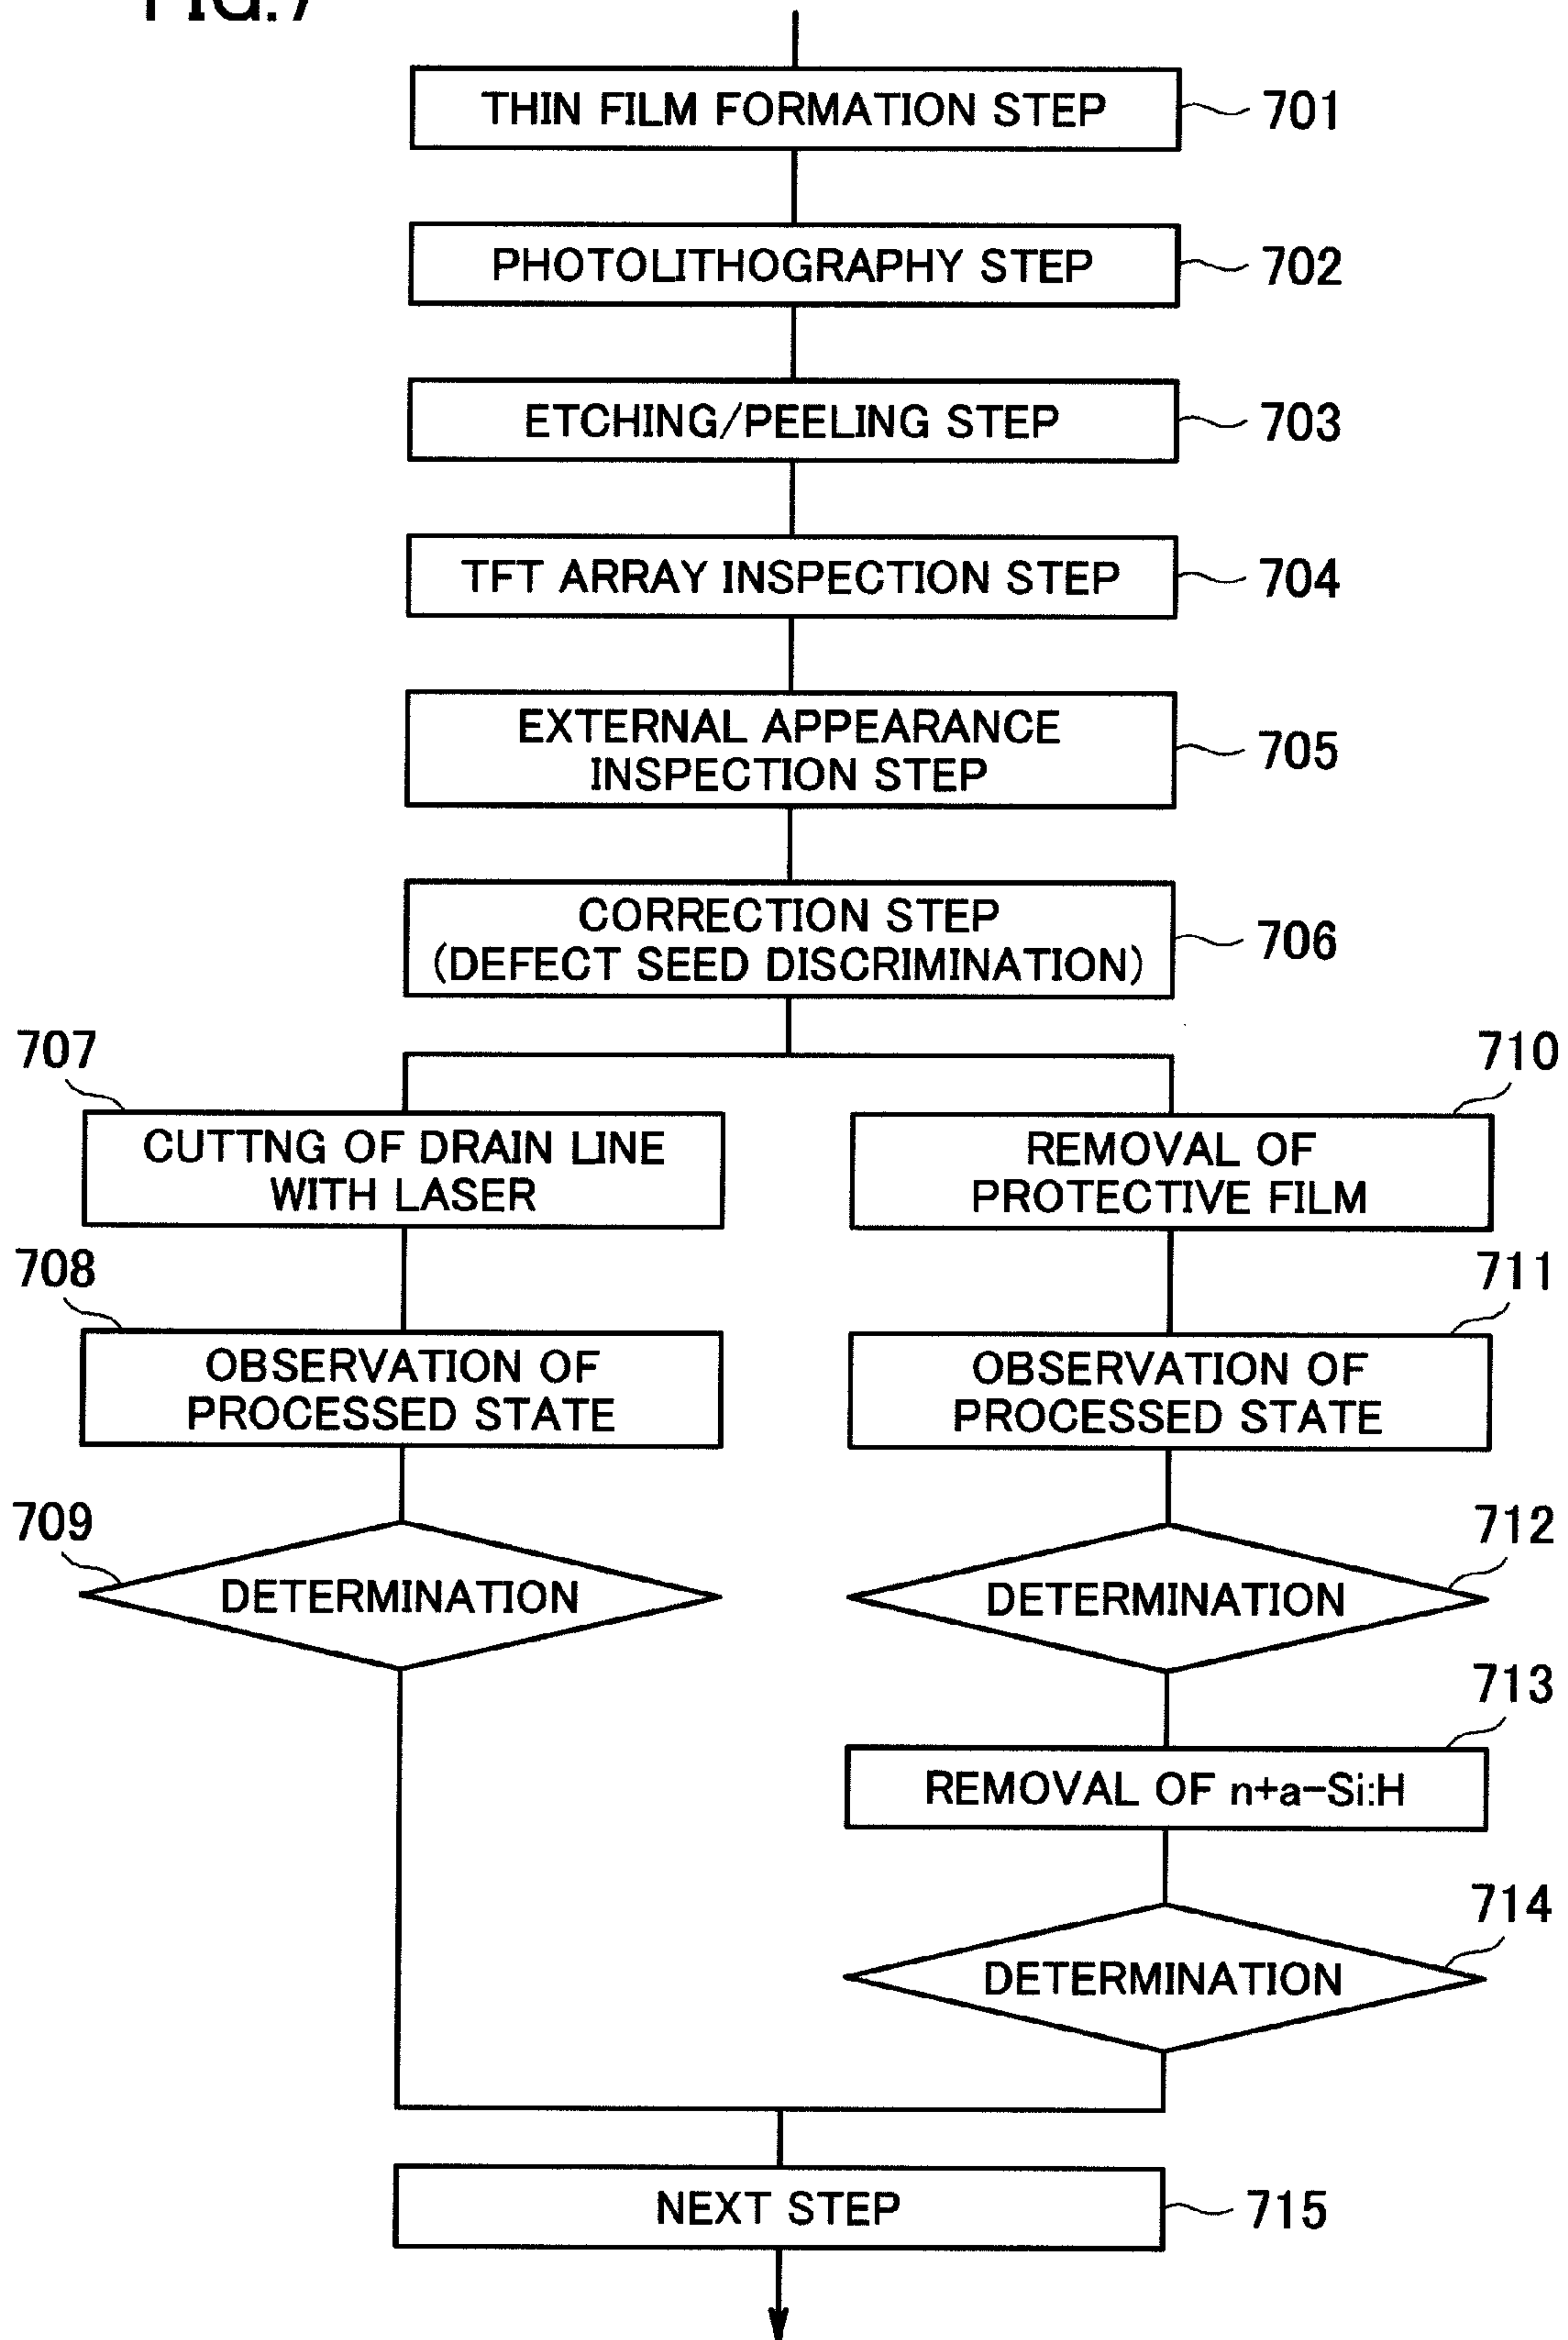 FIG.7
THIN FILM FORMATION STEP
701
PHOTOLITHOGRAPHY STEP
702
ETCHING/PEELING STEP
703
TFT ARRAY INSPECTION STEP
704
EXTERNAL APPEARANCE
INSPECTION STEP
705
CORRECTION STEP
(DEFECT SEED DISCRIMINATION)
706
707
CUTTNG OF DRAIN LINE
WITH LASER
710
REMOVAL OF
PROTECTIVE FILM
708
OBSERVATION OF
PROCESSED STATE
711
OBSERVATION OF
PROCESSED STATE
709
DETERMINATION
712
DETERMINATION
713
REMOVAL OF n+a-Si:H
714
DETERMINATION
NEXT STEP
715